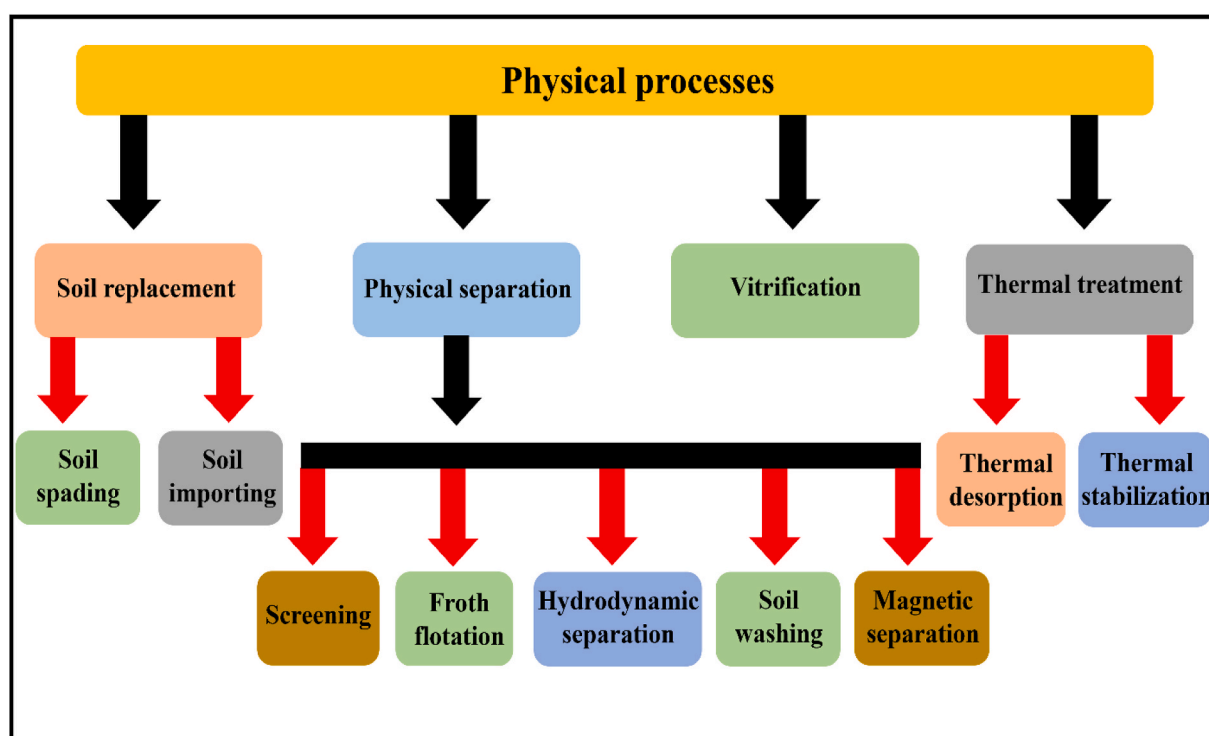 Physical processes
Soil replacement
Physical separation
Vitrification
Thermal treatment
Soil
spading
Soil
importing
Thermal
desorption
Thermal
stabilization
Screening
Froth
flotation
Hydrodynamic
separation
Soil
washing
Magnetic
separation